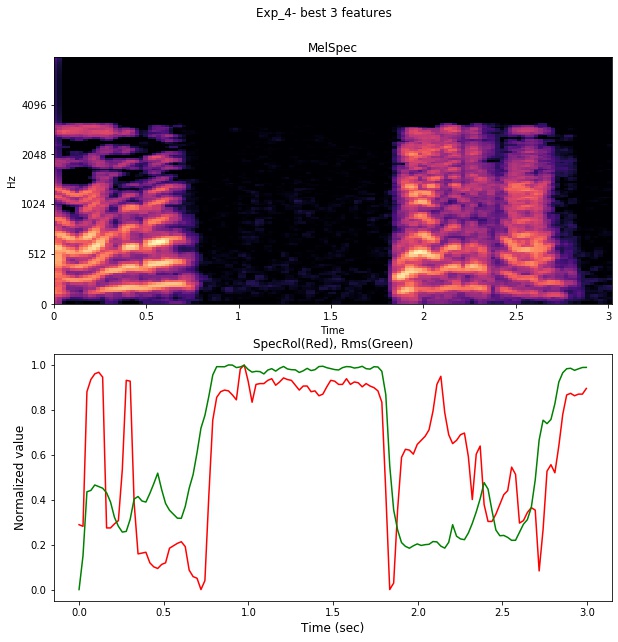 Exp_4- best 3 features
MelSpec
4096
2048
1024
512
0
Hz
0 0.5 1 1.5 2 2.5 3
Time
SpecRol(Red), Rms(Green)
1.0
0.8
0.6
0.4
0.2
0.0
Normalized value
0.0 0.5 1.0 1.5 2.0 2.5 3.0
Time (sec)